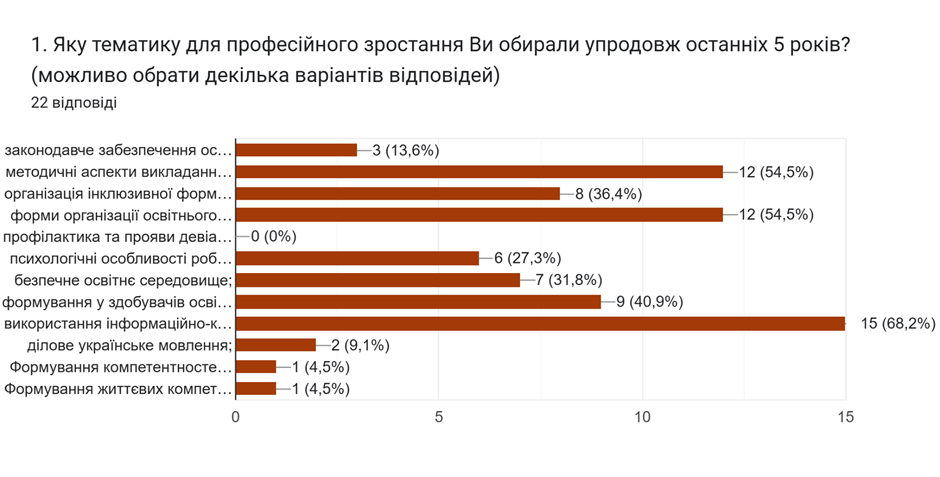 1. Яку тематику для професійного зростання Ви обирали упродовж останніх 5 років?
(можливо обрати декілька варіантів відповідей)
22 відповіді
законодавче забезпечення ос… 3 (13,6%)
методичні аспекти викладанн… 12 (54,5%)
організація інклюзивної форм… 8 (36,4%)
форми організації освітнього… 12 (54,5%)
профілактика та прояви девіа… 0 (0%)
психологічні особливості роб… 6 (27,3%)
безпечне освітнє середовище; 7 (31,8%)
формування у здобувачів осві… 9 (40,9%)
використання інформаційно-к… 15 (68,2%)
ділове українське мовлення; 2 (9,1%)
Формування компетентносте… 1 (4,5%)
Формування життєвих компет… 1 (4,5%)
0 5 10 15